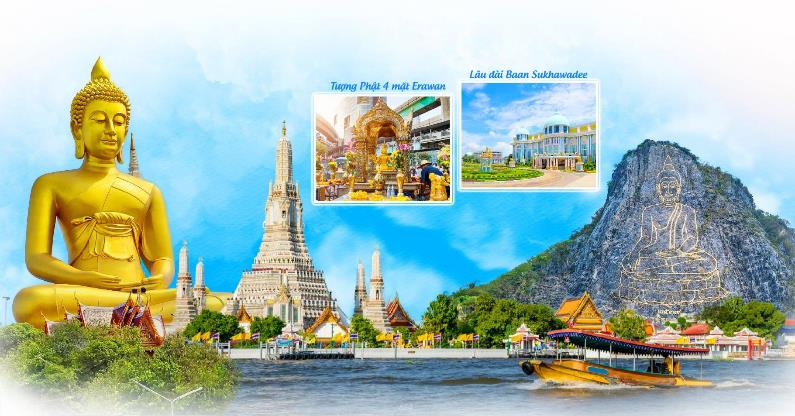 Tượng Phật 4 mặt Erawan
Lâu đài Baan Sukhawadee